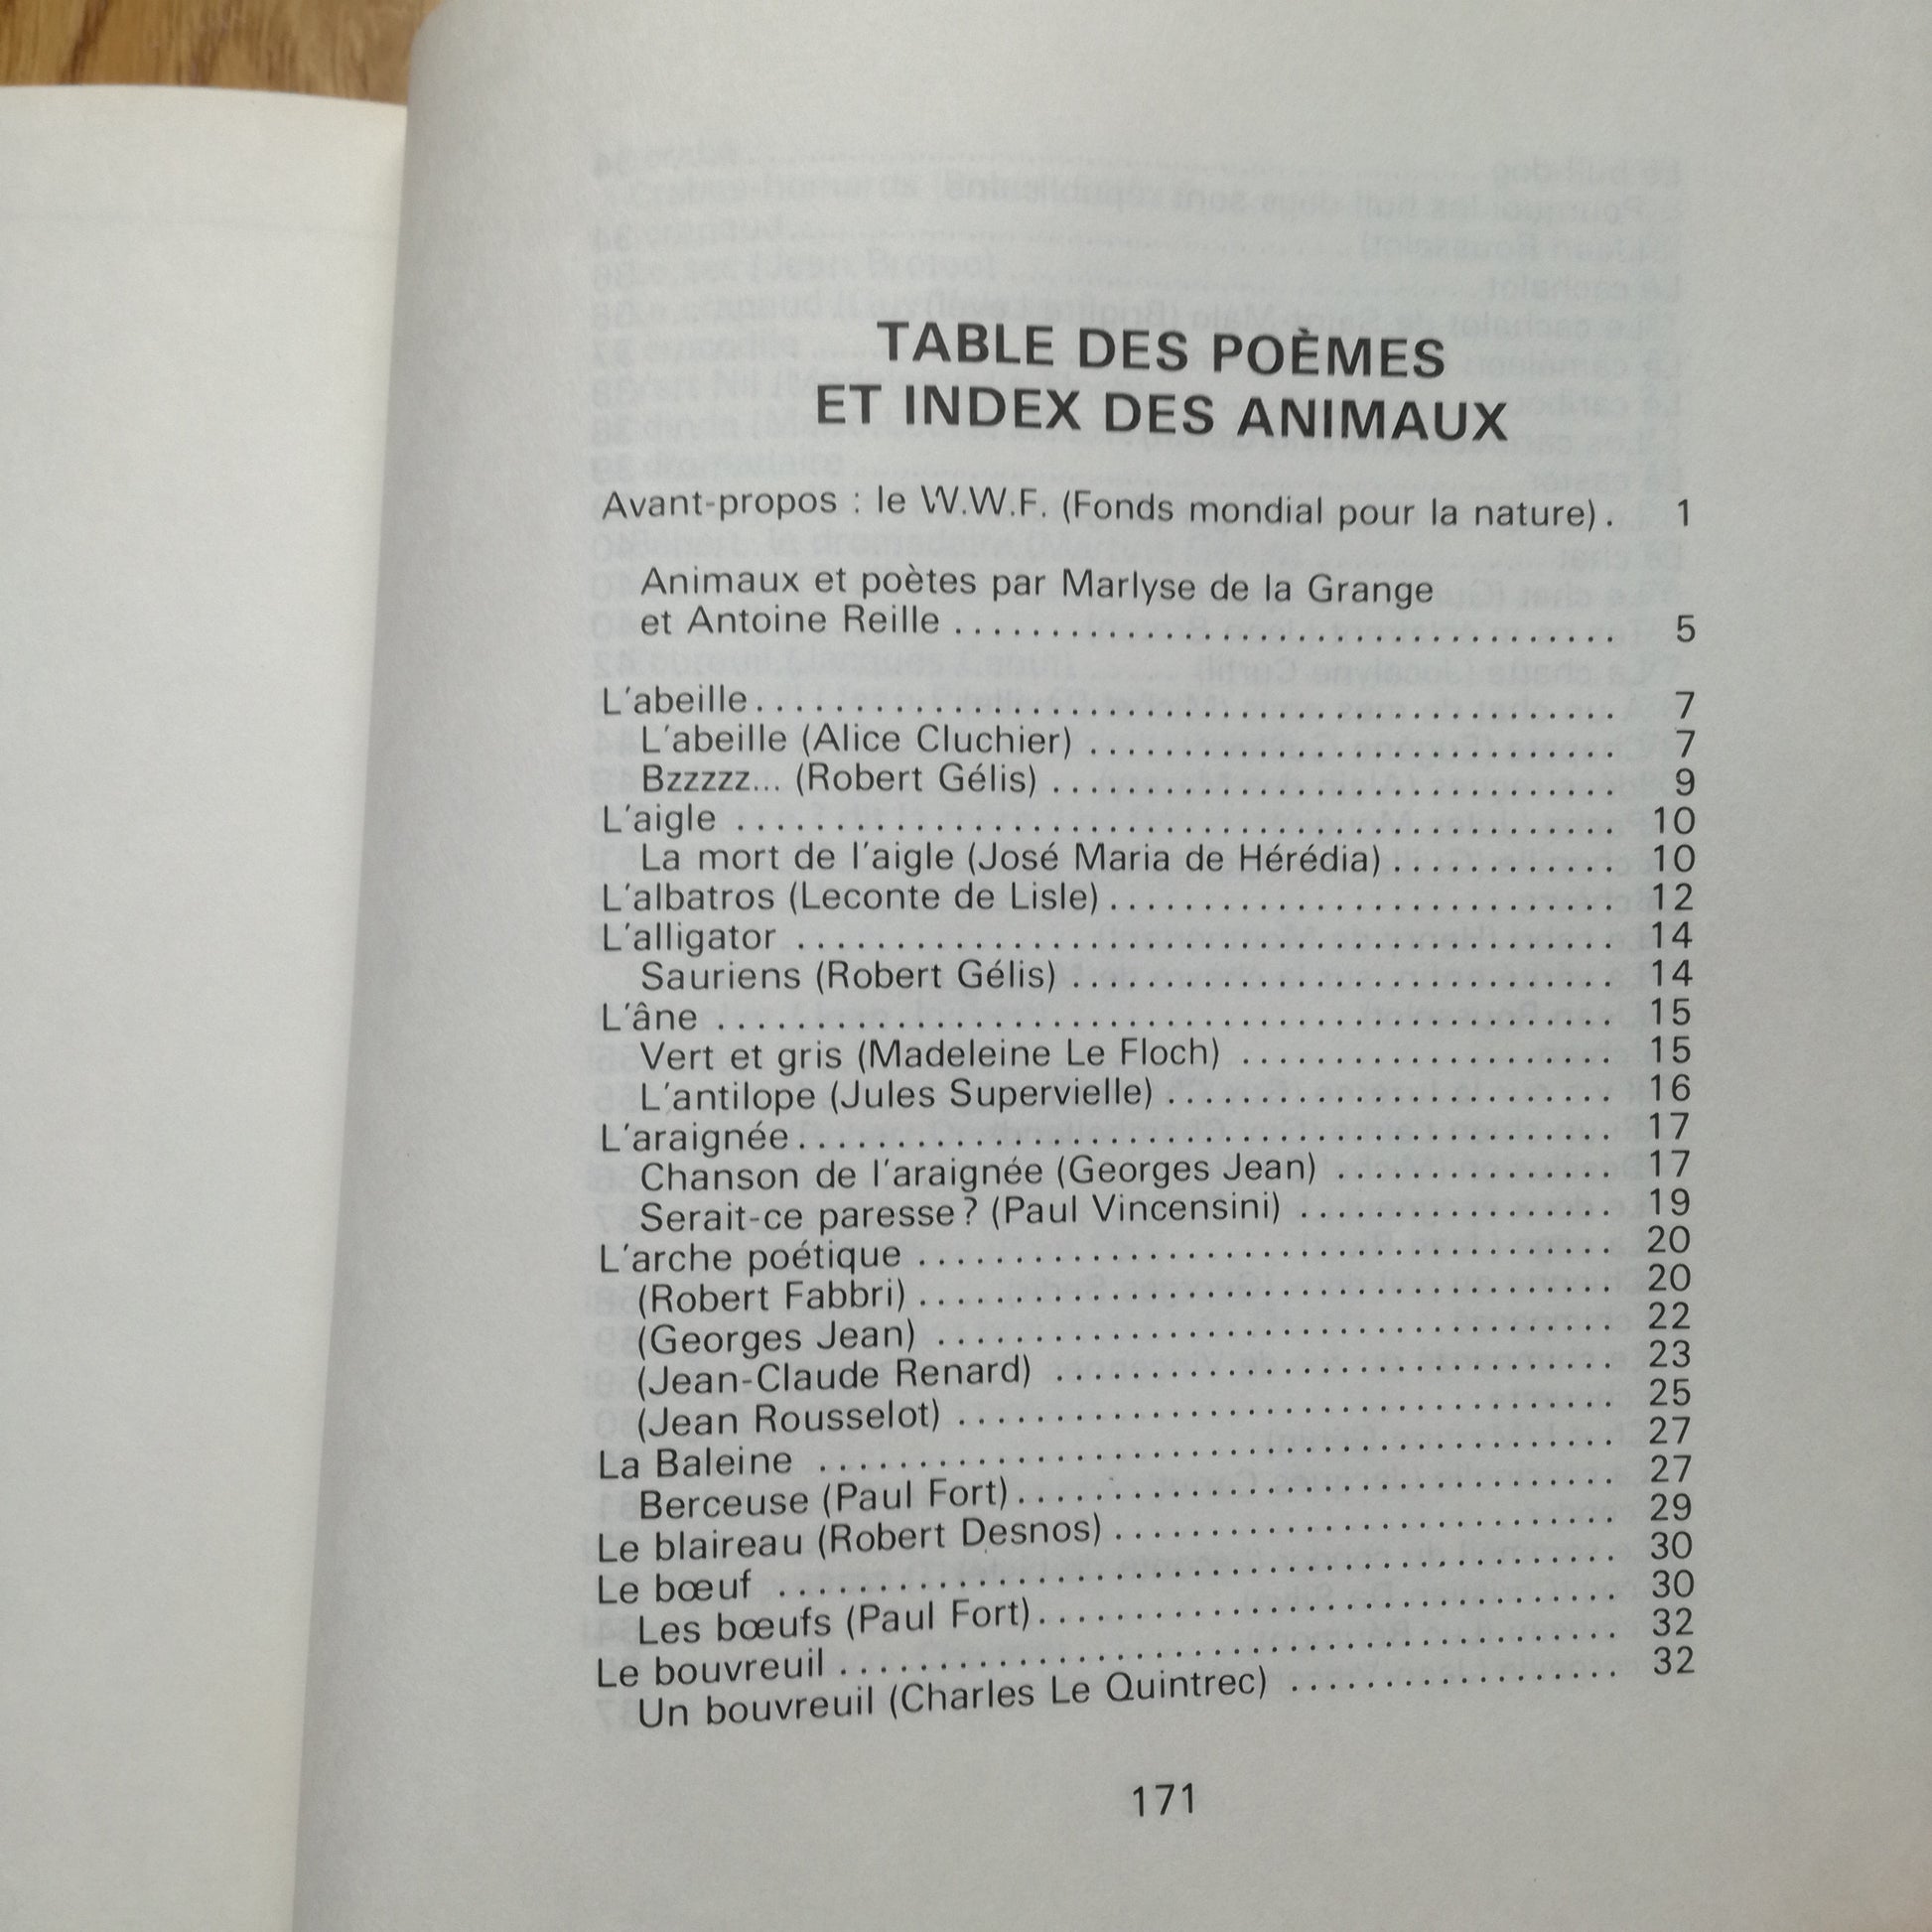 TABLE DES POÈMES
ET INDEX DES ANIMAUX
Avant-propos : le W.W.F. (Fonds mondial pour la nature) . 1
Animaux et poètes par Marlyse de la Grange
et Antoine Reille . . . . . . . . . . . . . . . . . . . . 5
L'abeille . . . . . . . . . . . . . . . . . . . . 7
L'abeille (Alice Cluchier) . . . . . . . . . . . . . . . . . . . . 7
Bzzzzz... (Robert Gélis) . . . . . . . . . . . . . . . . . . . . 9
L'aigle . . . . . . . . . . . . . . . . . . . . 10
La mort de l'aigle (José Maria de Hérédia) . . . . . . . . . . . . 10
L'albatros (Leconte de Lisle) . . . . . . . . . . . . . . . . . . . . 12
L'alligator . . . . . . . . . . . . . . . . . . . . 14
Sauriens (Robert Gélis) . . . . . . . . . . . . . . . . . . . . 14
L'âne . . . . . . . . . . . . . . . . . . . . 15
Vert et gris (Madeleine Le Floch) . . . . . . . . . . . . . . . . . . . 15
L'antilope (Jules Supervielle) . . . . . . . . . . . . . . . . . . . . 16
L'araignée . . . . . . . . . . . . . . . . . . . . 17
Chanson de l'araignée (Georges Jean) . . . . . . . . . . . . . . 17
Serait-ce paresse ? (Paul Vincensini) . . . . . . . . . . . . . . . . 19
L'arche poétique . . . . . . . . . . . . . . . . . . . . 20
(Robert Fabbri) . . . . . . . . . . . . . . . . . . . . 20
(Georges Jean) . . . . . . . . . . . . . . . . . . . . 22
(Jean-Claude Renard) . . . . . . . . . . . . . . . . . . . . 23
(Jean Rousselot) . . . . . . . . . . . . . . . . . . . . 25
La Baleine . . . . . . . . . . . . . . . . . . . . 27
Berceuse (Paul Fort) . . . . . . . . . . . . . . . . . . . . 27
Le blaireau (Robert Desnos) . . . . . . . . . . . . . . . . . . . . 29
Le bœuf . . . . . . . . . . . . . . . . . . . . 30
Les bœufs (Paul Fort) . . . . . . . . . . . . . . . . . . . . 30
Le bouvreuil . . . . . . . . . . . . . . . . . . . . 32
Un bouvreuil (Charles Le Quintrec) . . . . . . . . . . . . . . . . . 32
171